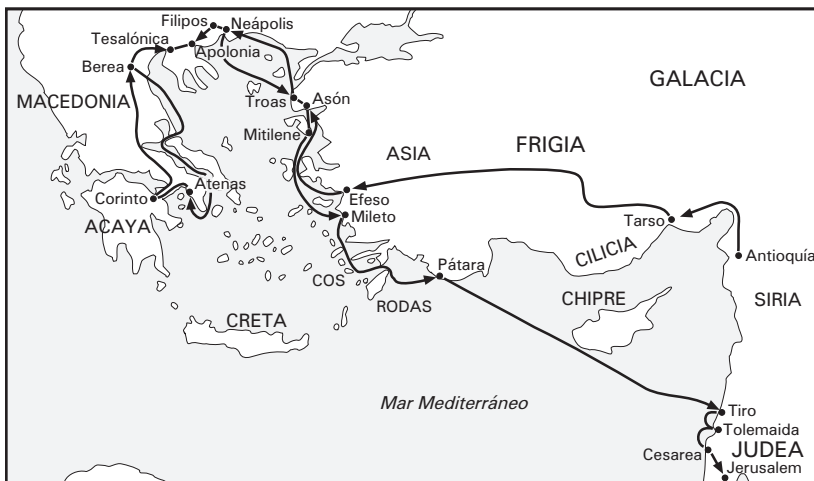 Filipos
Neápolis
Tesalónica
Apolonia
Berea
GALACIA
MACEDONIA
Troas
Asón
Mitilene
ASIA
FRIGIA
Atenas
Corinto
Efeso
ACAYA
Mileto
Tarso
CILICIA
Antioquía
Pátara
COS
RODAS
CHIPRE
SIRIA
CRETA
Mar Mediterráneo
Tiro
Tolemaida
Cesarea
JUDEA
Jerusalem